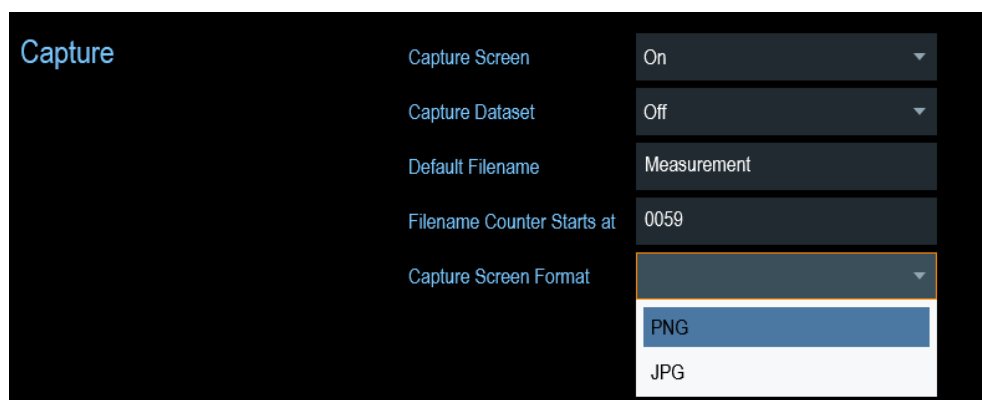 Capture
Capture Screen On
Capture Dataset Off
Default Filename Measurement
Filename Counter Starts at 0059
Capture Screen Format
PNG
JPG